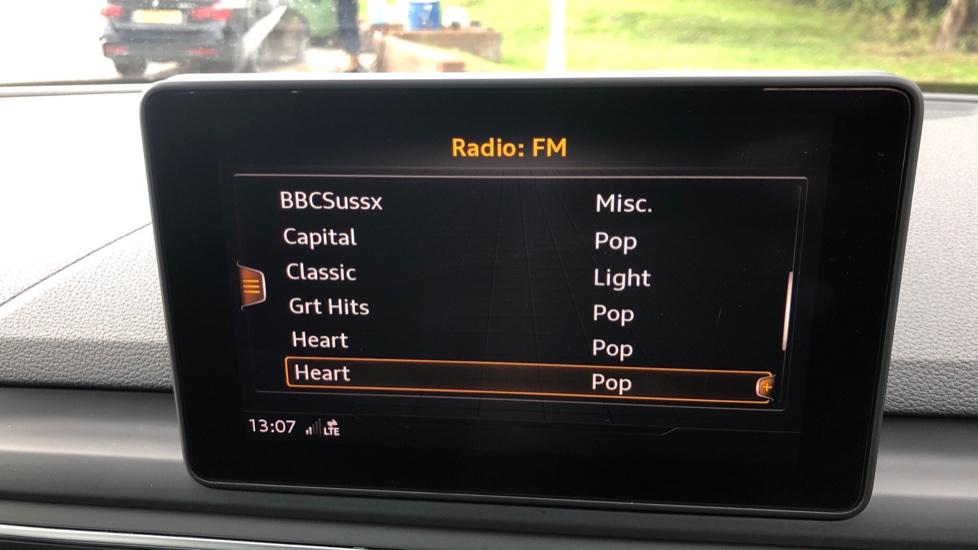 Radio: FM
BBCSussx Misc.
Capital Pop
Classic Light
Grt Hits Pop
Heart Pop
Heart Pop
13:07 LTE